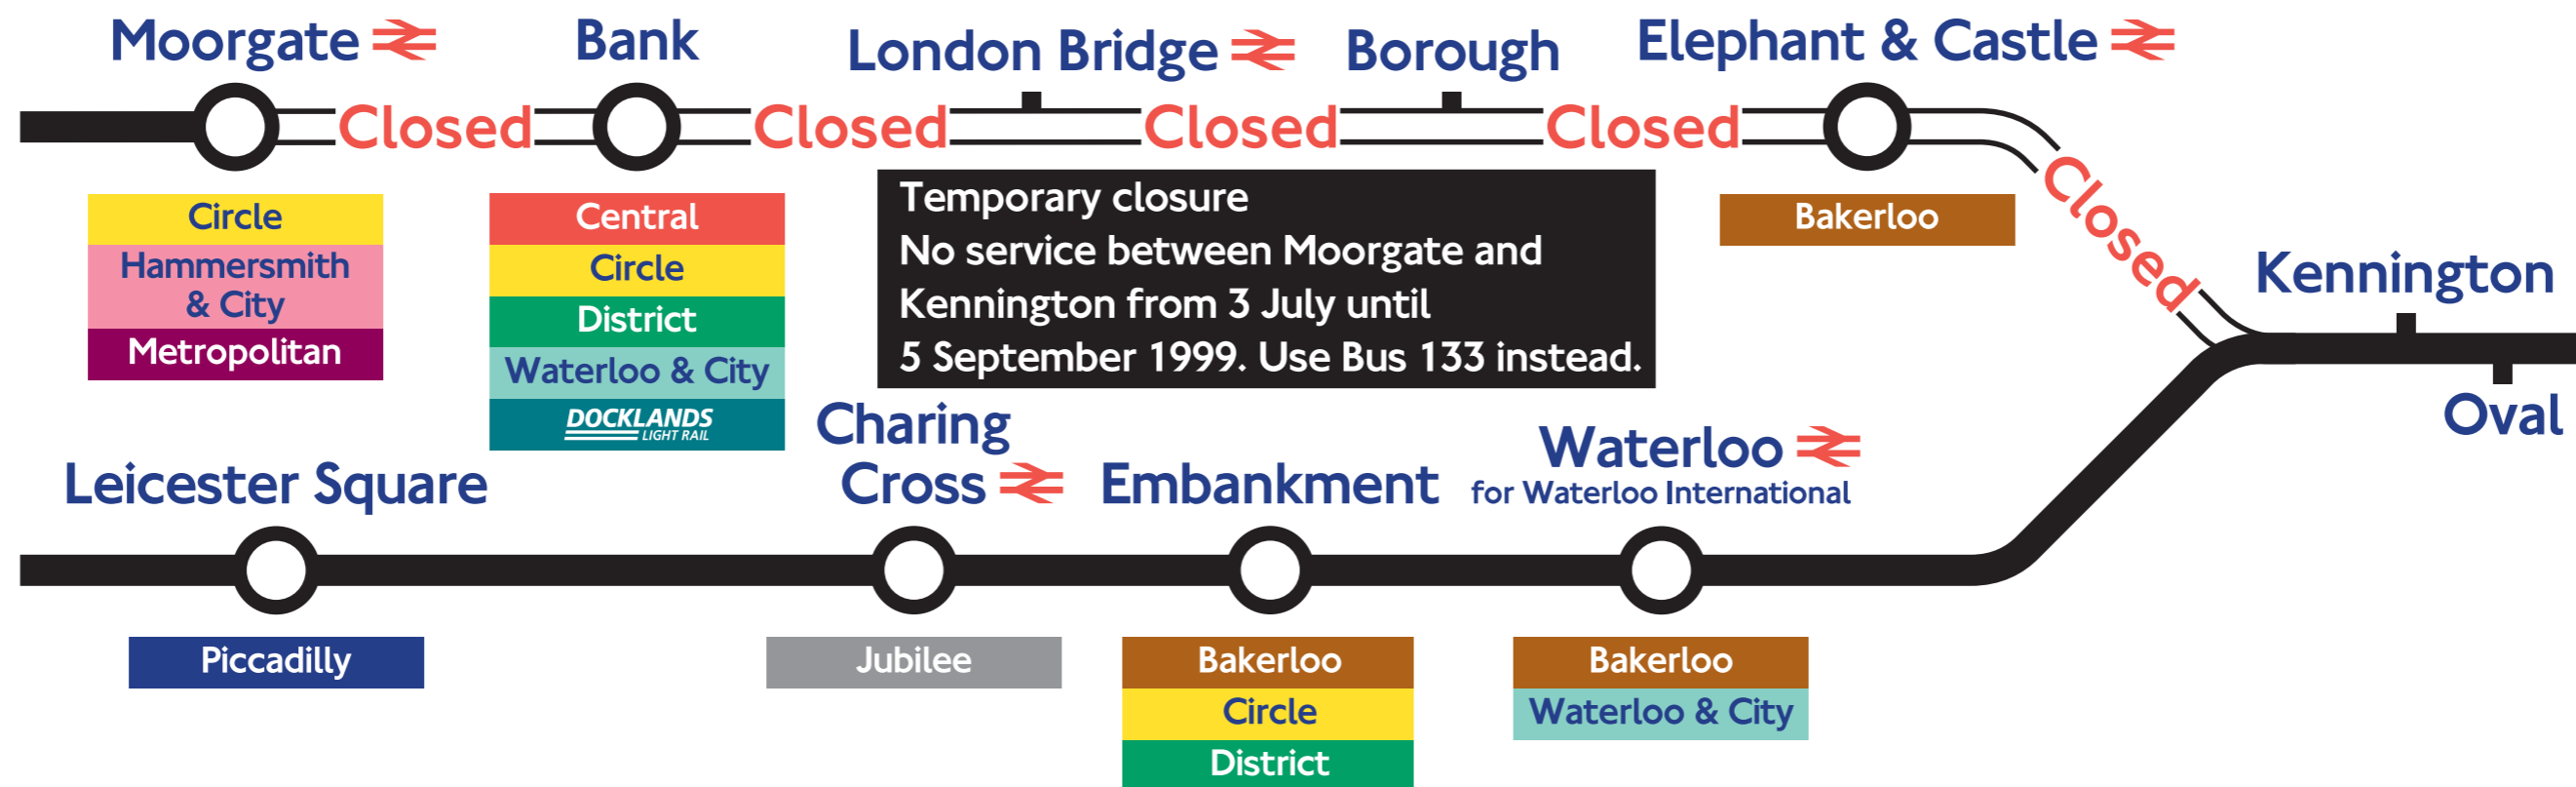 Moorgate
Bank
London Bridge
Borough
Elephant & Castle
Closed
Closed
Closed
Closed
Closed
Circle
Hammersmith
& City
Metropolitan
Central
Circle
District
Waterloo & City
DOCKLANDS
LIGHT RAIL
Temporary closure
No service between Moorgate and
Kennington from 3 July until
5 September 1999. Use Bus 133 instead.
Bakerloo
Kennington
Oval
Leicester Square
Charing
Cross
Embankment
Waterloo
for Waterloo International
Piccadilly
Jubilee
Bakerloo
Circle
District
Bakerloo
Waterloo & City